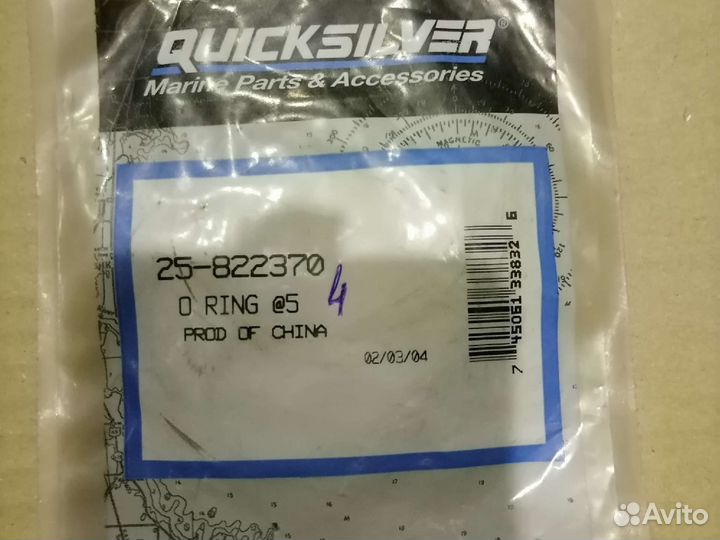 QUICKSILVER
Marine Parts & Accessories
MAGNETIC
25-822370
O RING @5 4
PROD OF CHINA
02/03/04
7 45061 33832 6
Avito